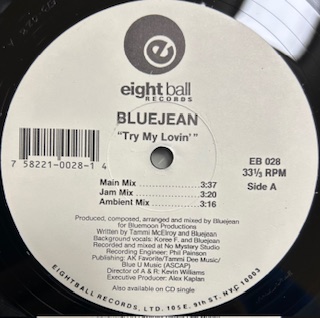 e
eightball
RECORDS
BLUEJEAN
"Try My Lovin'"
7 58221-0028-1 4
EB 028
33⅓ RPM
Side A
Main Mix ............ 3:37
Jam Mix ............ 3:20
Ambient Mix ............ 3:16
Produced, composed, arranged and mixed by Bluejean
for Bluemoon Productions
Written by Tammi McElroy and Bluejean
Background vocals: Koree F. and Bluejean
Recorded and mixed at No Mystery Studio
Recording Engineer: Phil Painson
Publishing: AK Favorite/Tammi Dee Music/
Blue U Music (ASCAP)
Director of A & R: Kevin Williams
Executive Producer: Alex Kaplan
Also available on CD single
EIGHTBALL RECORDS, LTD. 105 E. 9th ST. NYC 10003